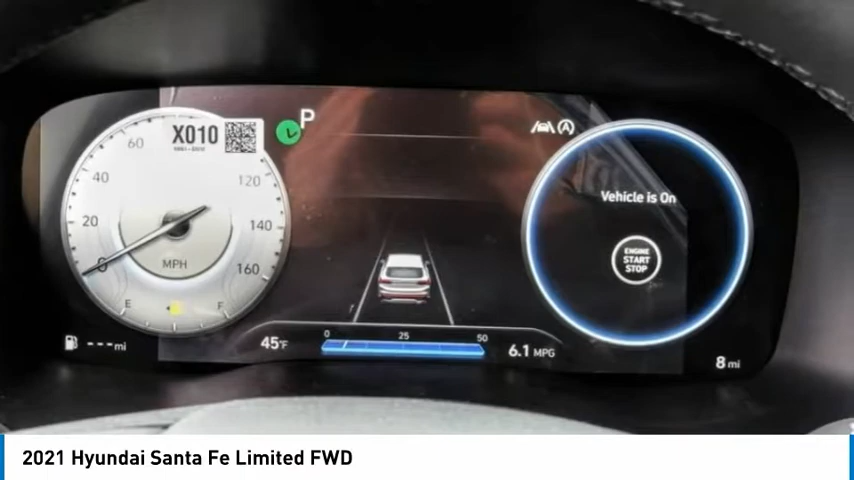 X010
P
60
40
120
20
140
MPH
0
160
E
F
---mi
45°F
0
25
50
6.1 MPG
Vehicle is On
ENGINE
START
STOP
8 mi
2021 Hyundai Santa Fe Limited FWD